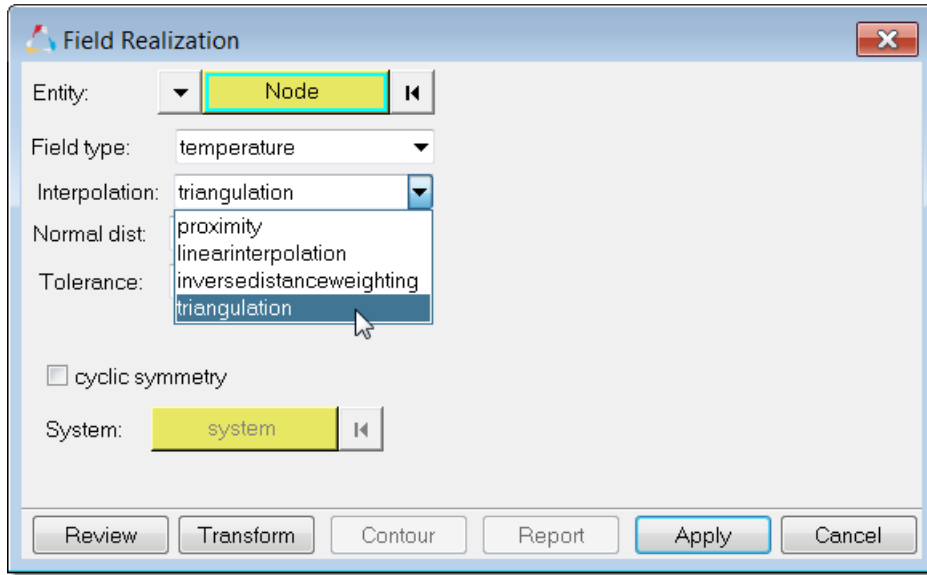 Field Realization
Entity: Node
Field type: temperature
Interpolation: triangulation
Normal dist: proximity
linearinterpolation
Tolerance: inversedistanceweighting
triangulation
cyclic symmetry
System: system
Review Transform Contour Report Apply Cancel